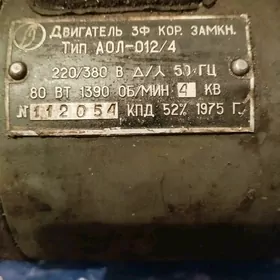 ДВИГАТЕЛЬ 3Ф КОР. ЗАМКН.
ТИП АОЛ-012/4
220/380 В Δ/⅄ 50 ГЦ
80 ВТ 1390 ОБ/МИН 4 КВ
N 112054 КПД 52% 1975 Г.